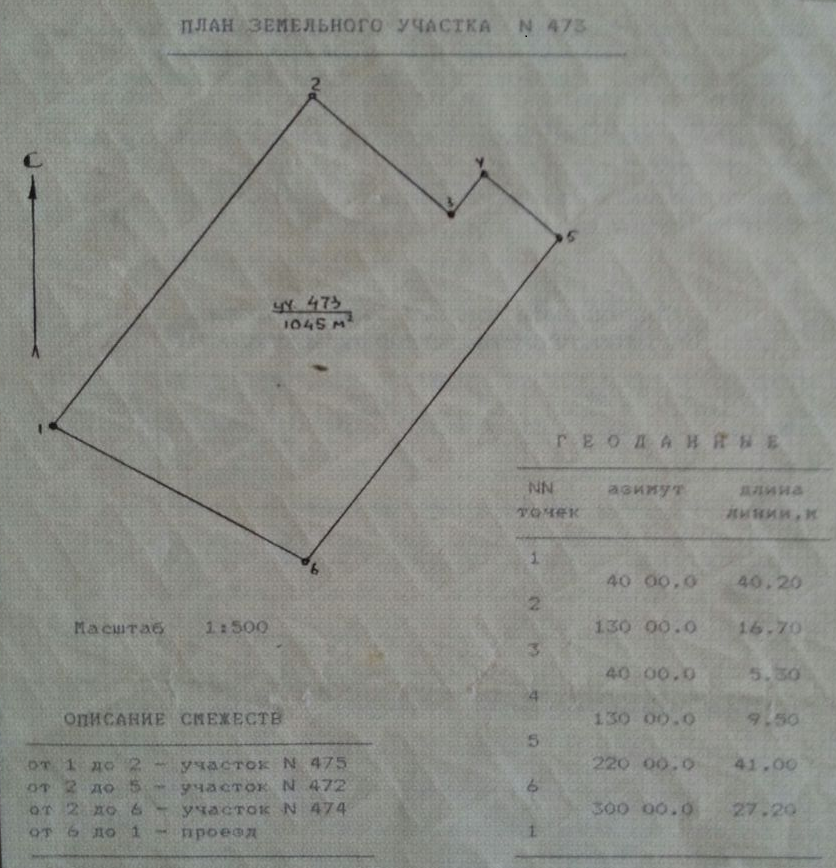 ПЛАН ЗЕМЕЛЬНОГО УЧАСТКА N 473
2
С
4
3
5
уч. 473
1045 м²
1
6
ГЕОДАННЫЕ
NN азимут длина
точек линии,м
1
40 00.0 40.20
2
130 00.0 16.70
3
40 00.0 5.30
4
130 00.0 9.50
5
220 00.0 41.00
6
300 00.0 27.20
1
Масштаб 1:500
ОПИСАНИЕ СМЕЖЕСТВ
от 1 до 2 - участок N 475
от 2 до 5 - участок N 472
от 2 до 6 - участок N 474
от 6 до 1 - проезд